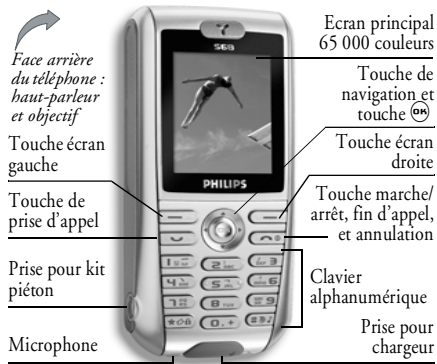 Face arrière
du téléphone :
haut-parleur
et objectif
Touche écran
gauche
Touche de
prise d'appel
Prise pour kit
piéton
Microphone
S68
PHILIPS
Ecran principal
65 000 couleurs
Touche de
navigation et
touche OK
Touche écran
droite
Touche marche/
arrêt, fin d'appel,
et annulation
Clavier
alphanumérique
Prise pour
chargeur